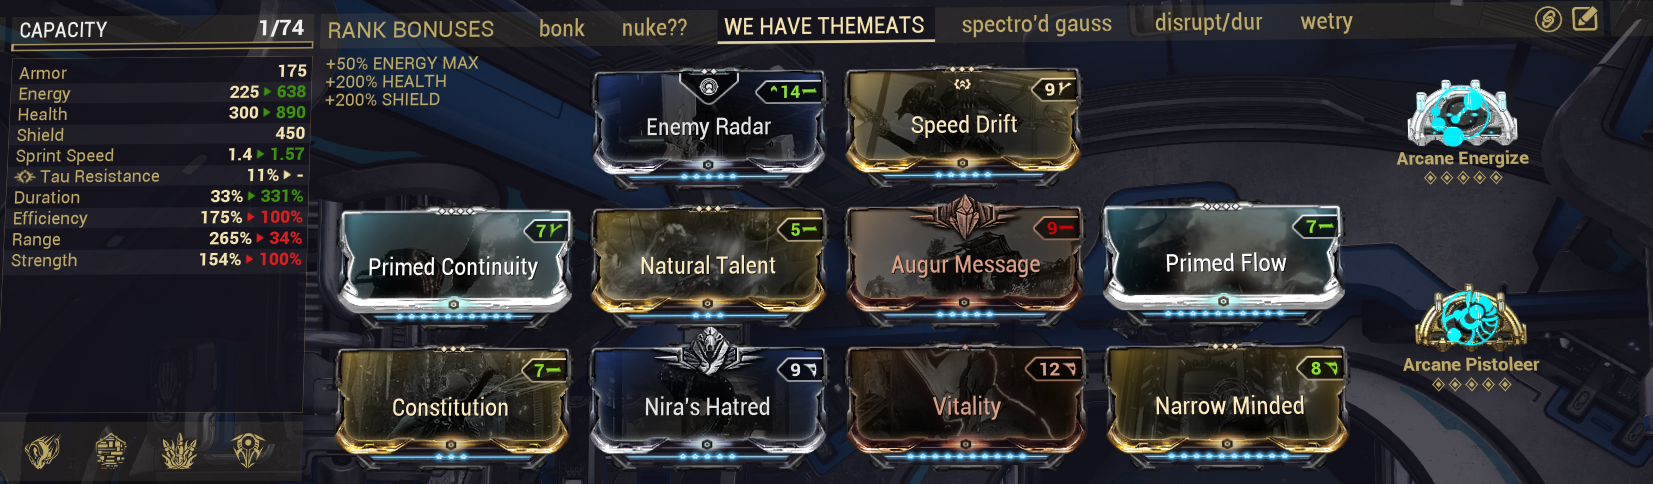 CAPACITY 1/74
RANK BONUSES
bonk nuke?? WE HAVE THEMEATS spectro'd gauss disrupt/dur wetry
+50% ENERGY MAX
+200% HEALTH
+200% SHIELD
Armor 175
Energy 225 638
Health 300 890
Shield 450
Sprint Speed 1.4 1.57
Tau Resistance 11% -
Duration 33% 331%
Efficiency 175% 100%
Range 265% 34%
Strength 154% 100%
14
Enemy Radar
9
Speed Drift
Arcane Energize
7
Primed Continuity
5
Natural Talent
9
Augur Message
7
Primed Flow
Arcane Pistoleer
7
Constitution
9
Nira's Hatred
12
Vitality
8
Narrow Minded